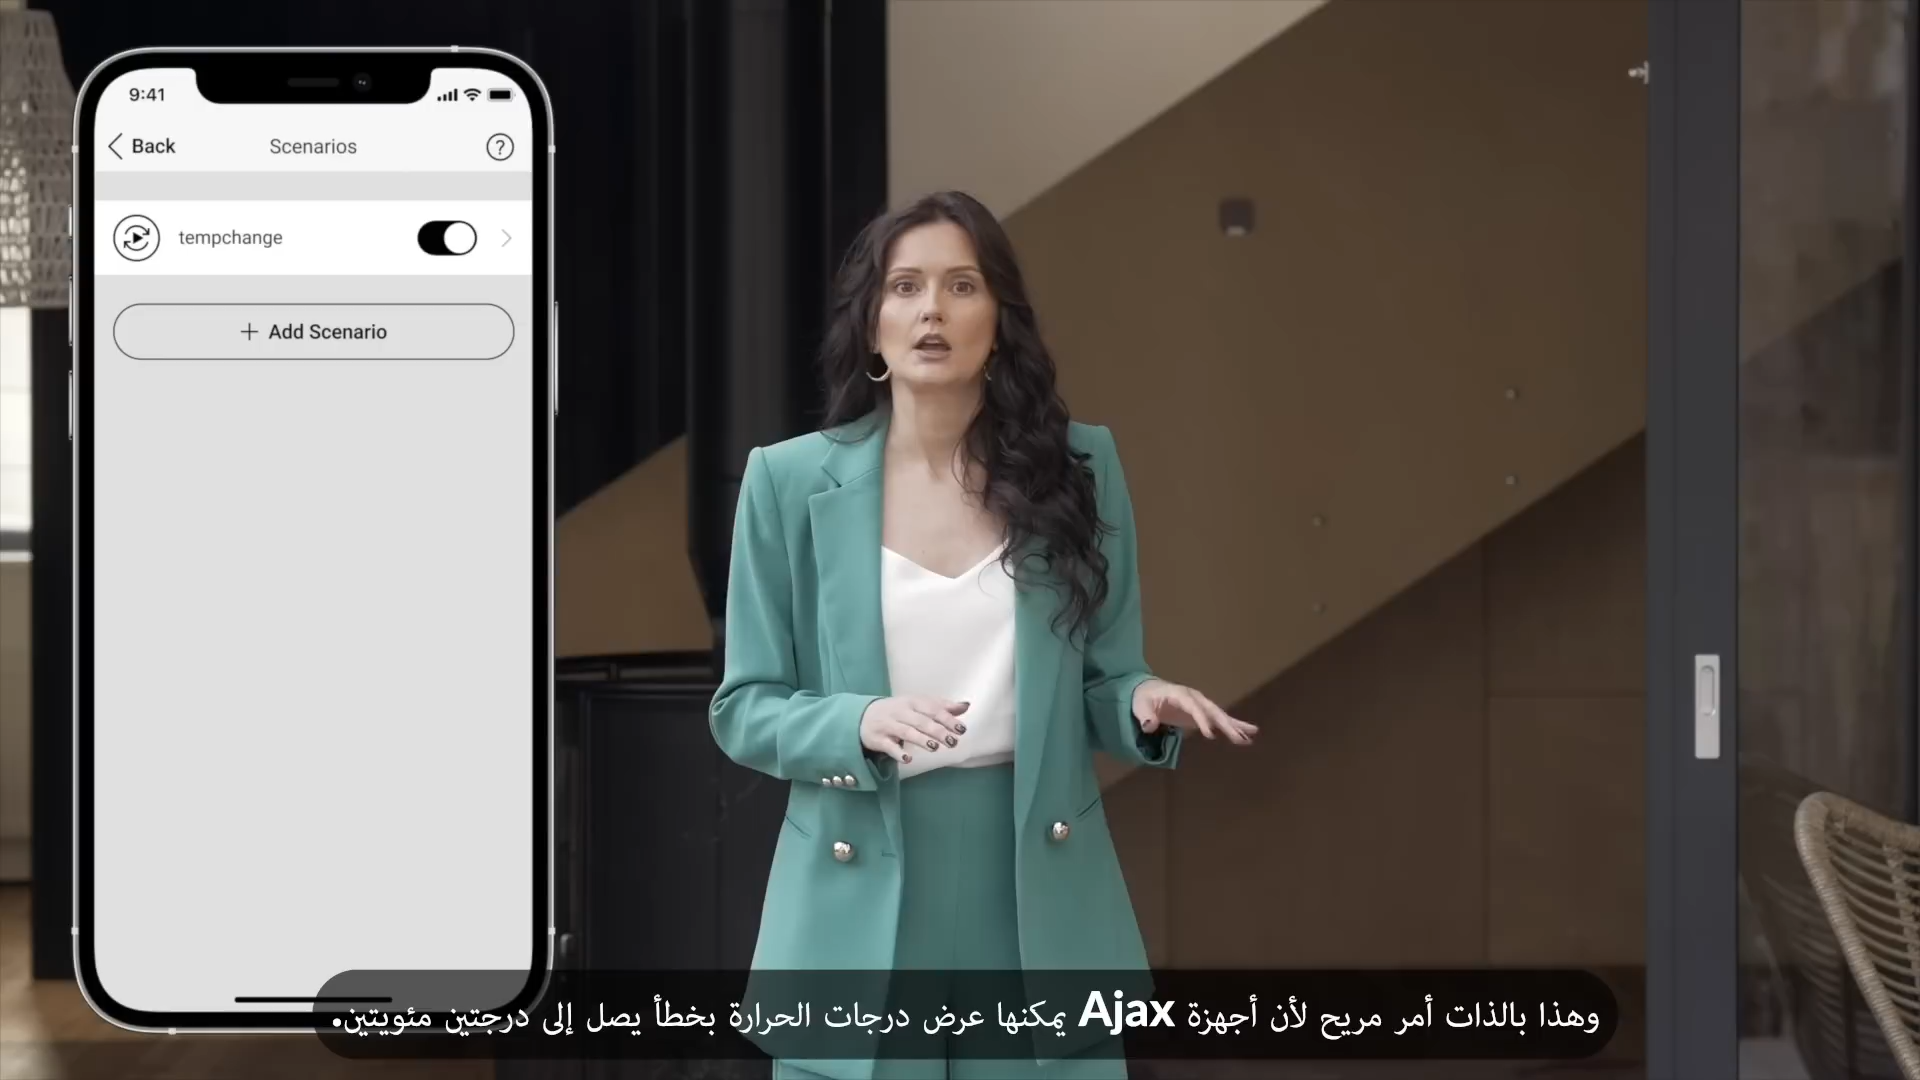 9:41
Back
Scenarios
?
tempchange
+ Add Scenario
وهذا بالذات أمر مريح لأن أجهزة Ajax يمكنها عرض درجات الحرارة بخطأ يصل إلى درجتين مئويتين.